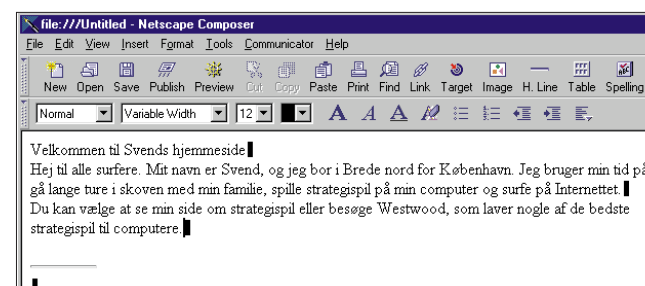 file:///Untitled - Netscape Composer
File Edit View Insert Format Tools Communicator Help
New Open Save Publish Preview Cut Copy Paste Print Find Link Target Image H. Line Table Spelling
Normal Variable Width 12 A A A
Velkommen til Svends hjemmeside
Hej til alle surfere. Mit navn er Svend, og jeg bor i Brede nord for København. Jeg bruger min tid på
gå lange ture i skoven med min familie, spille strategispil på min computer og surfe på Internettet.
Du kan vælge at se min side om strategispil eller besøge Westwood, som laver nogle af de bedste
strategispil til computere.